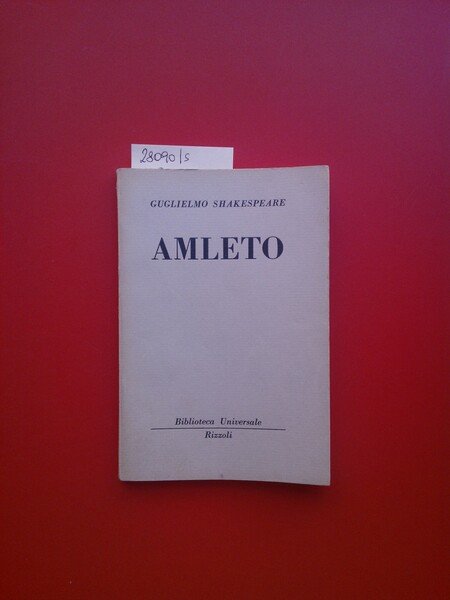 28090/s
GUGLIELMO SHAKESPEARE
AMLETO
Biblioteca Universale
Rizzoli